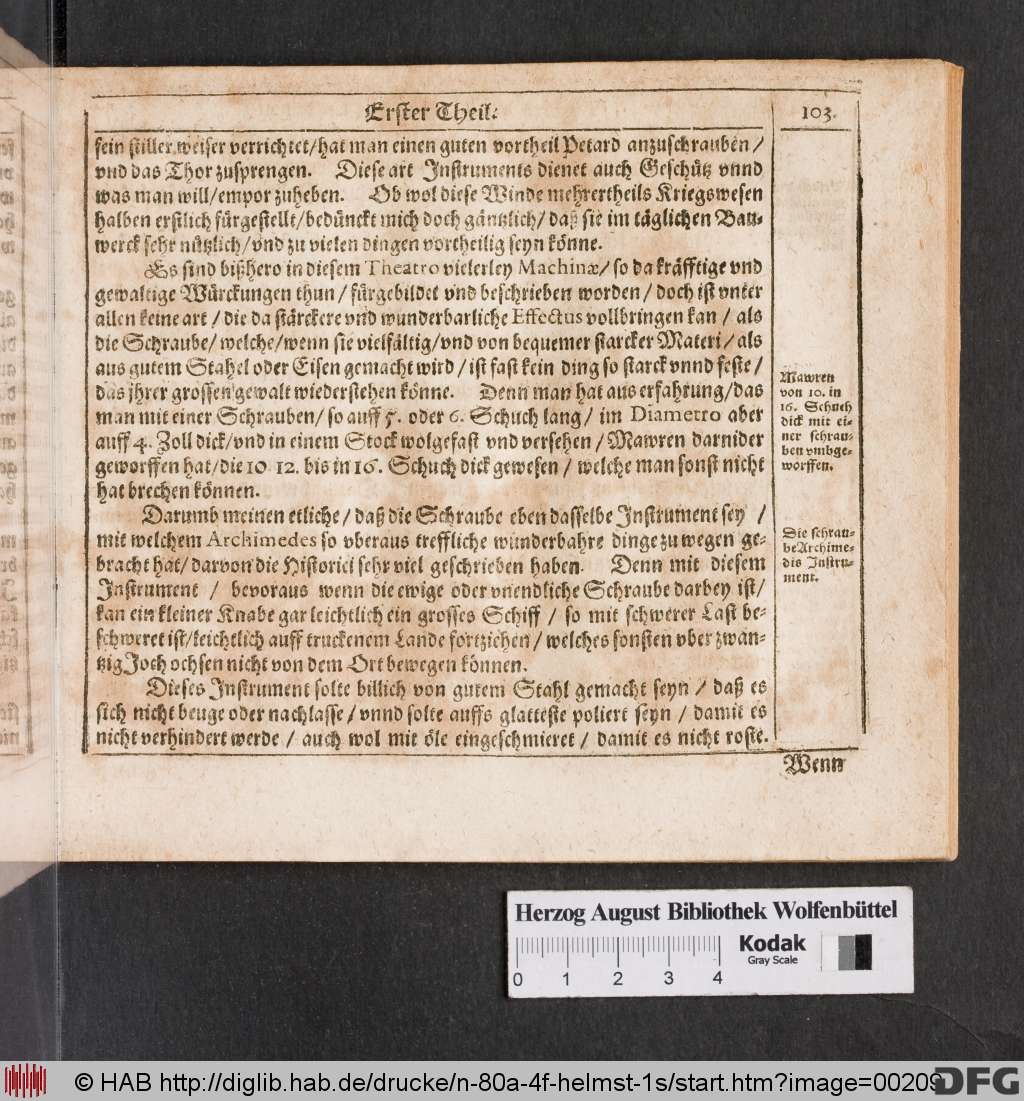 Erster Theil. 103.
fein stiller weiser verrichtet/hat man einen guten vortheil Petard anzuschrauben/
vnd das Thor zusprengen. Diese art Instruments dienet auch Geschütz vnnd
was man will/empor zuheben. Ob wol diese Winde mehrertheils Kriegswesen
halben erstlich fürgestellt/bedünckt mich doch gäntzlich/daß sie im täglichen Bau-
werck sehr nützlich/vnd zu vielen dingen vortheilig seyn könne.
Es sind bißhero in diesem Theatro vielerley Machinæ/so da kräfftige vnd
gewaltige Würckungen thun/fürgebildet vnd beschrieben worden/doch ist vnter
allen keine art/die da stärckere vnd wunderbarliche Effectus vollbringen kan/als
die Schraube/welche/wenn sie vielfältig/vnd von bequemer starcker Materi/als
aus gutem Stahel oder Eisen gemacht wird/ist fast kein ding so starck vnnd feste/
das jhrer grossen gewalt wiederstehen könne. Denn man hat aus erfahrung/das
man mit einer Schrauben/so auff 5. oder 6. Schuch lang/im Diametro aber
auff 4. Zoll dick/vnd in einem Stock wolgefast vnd versehen/Mawren darnider
geworffen hat/die 10 12. bis in 16. Schuch dick gewesen/welche man sonst nicht
hat brechen können.
Mawren
von 10. in
16. Schuch
dick mit ei-
ner schrau-
ben vmbge-
worffen.
Darumb meinen etliche/daß die Schraube eben dasselbe Instrument sey/
mit welchem Archimedes so vberaus treffliche wunderbahre dinge zu wegen ge-
bracht hat/darvon die Historici sehr viel geschrieben haben. Denn mit diesem
Instrument/bevoraus wenn die ewige oder vnendliche Schraube darbey ist/
kan ein kleiner Knabe gar leichtlich ein grosses Schiff/so mit schwerer Last be-
schweret ist/leichtlich auff truckenem Lande fortziehen/welches sonsten vber zwan-
tzig Joch ochsen nicht von dem Ort bewegen können.
Die schrau-
be Archime-
dis Instru-
ment.
Dieses Instrument solte billich von gutem Stahl gemacht seyn/daß es
sich nicht beuge oder nachlasse/vnnd solte auffs glatteste poliert seyn/damit es
nicht verhindert werde/auch wol mit öle eingeschmieret/damit es nicht roste.
Wenn
Herzog August Bibliothek Wolfenbüttel
Kodak
Gray Scale
0 1 2 3 4
© HAB http://diglib.hab.de/drucke/n-80a-4f-helmst-1s/start.htm?image=00209
DFG